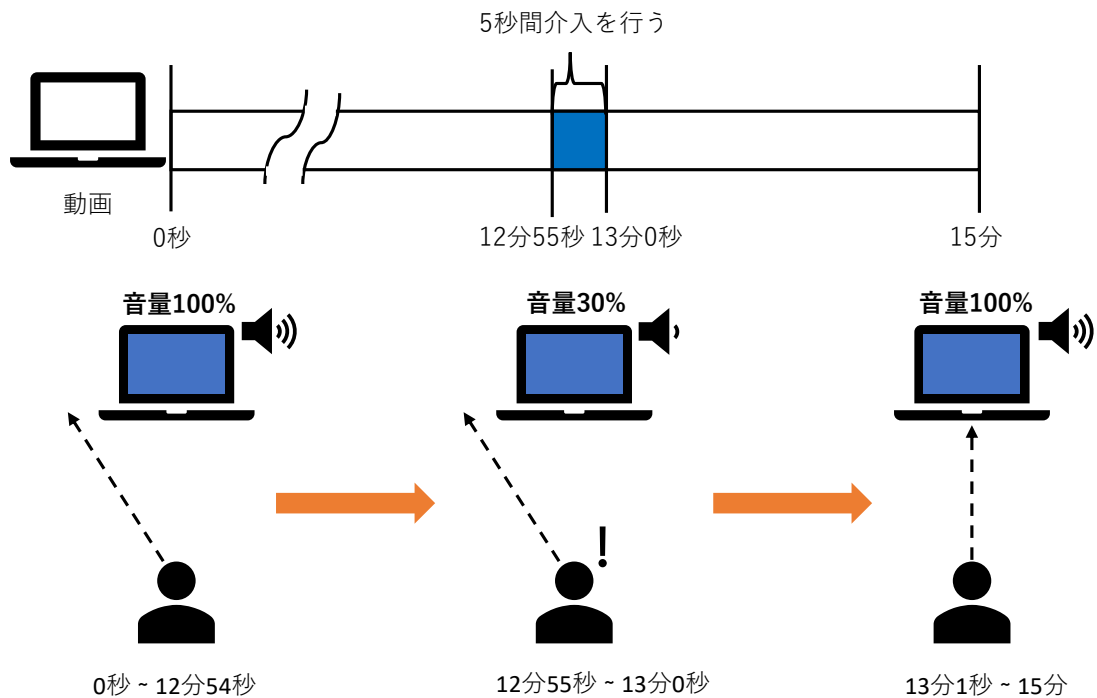 5秒間介入を行う
動画
0秒
12分55秒 13分0秒
15分
音量100%
音量30%
音量100%
!
0秒 ~ 12分54秒
12分55秒 ~ 13分0秒
13分1秒 ~ 15分